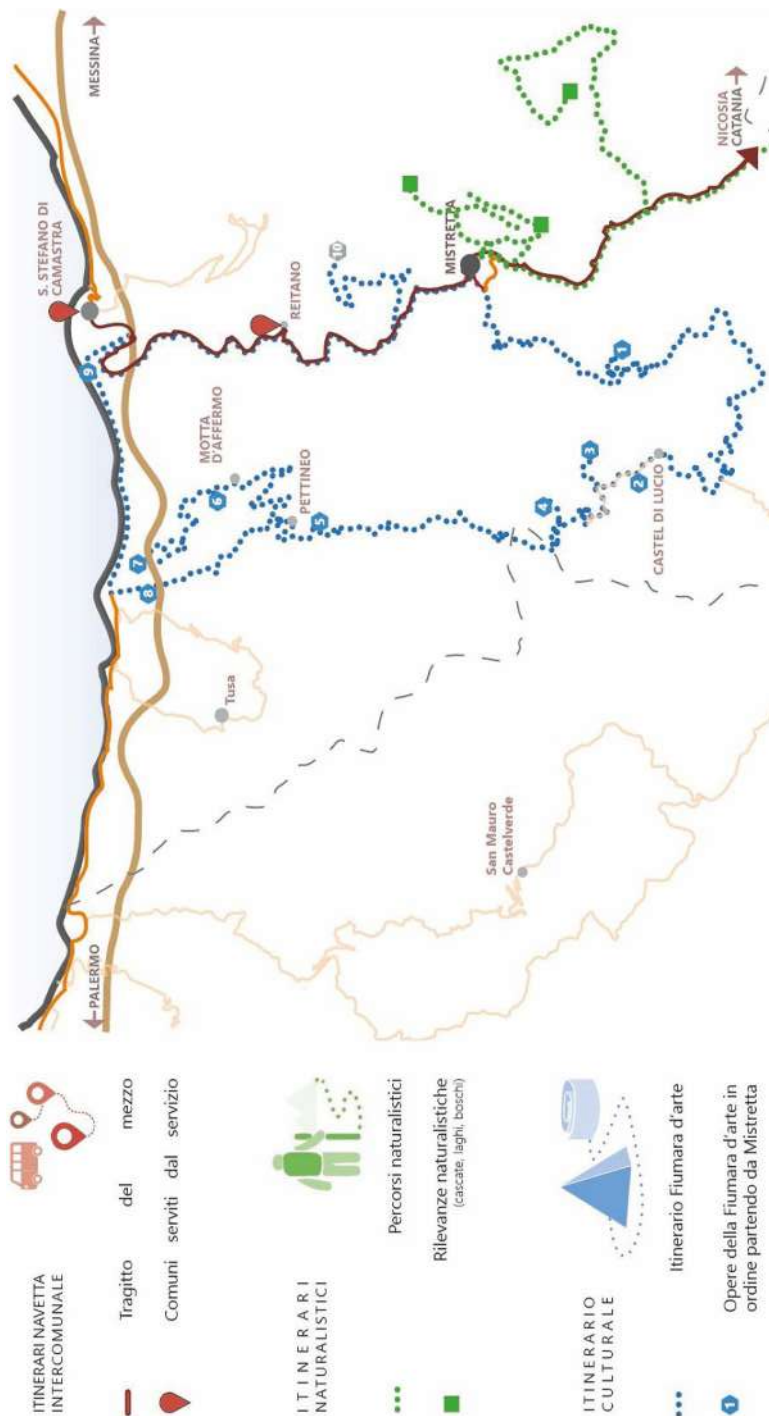 ITINERARI NAVETTA
INTERCOMUNALE
Tragitto del mezzo
Comuni serviti dal servizio
ITINERARI
NATURALISTICI
Percorsi naturalistici
Rilevanze naturalistiche
(cascate, laghi, boschi)
ITINERARIO
CULTURALE
Itinerario Fiumara d'arte
1
Opere della Fiumara d'arte in
ordine partendo da Mistretta
PALERMO
MESSINA
S. STEFANO DI
CAMASTRA
9
7
8
Tusa
6
MOTTA
D'AFFERMO
PETTINEO
5
REITANO
10
MISTRETTA
San Mauro
Castelverde
4
3
2
CASTEL DI LUCIO
1
NICOSIA
CATANIA